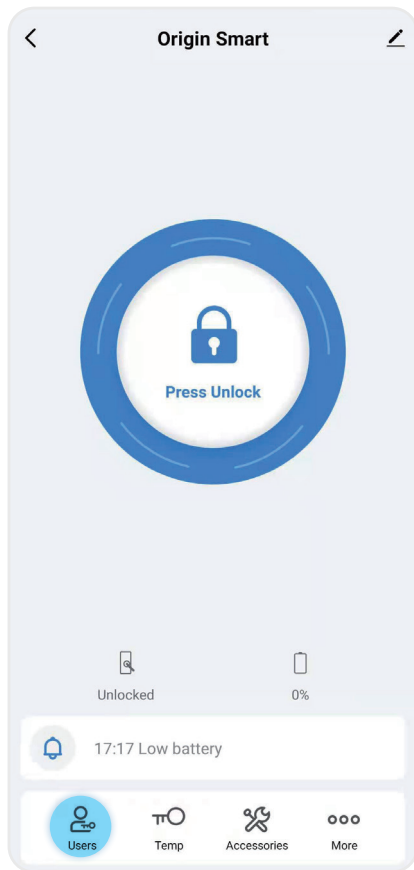 Origin Smart
Press Unlock
Unlocked 0%
17:17 Low battery
Users Temp Accessories More